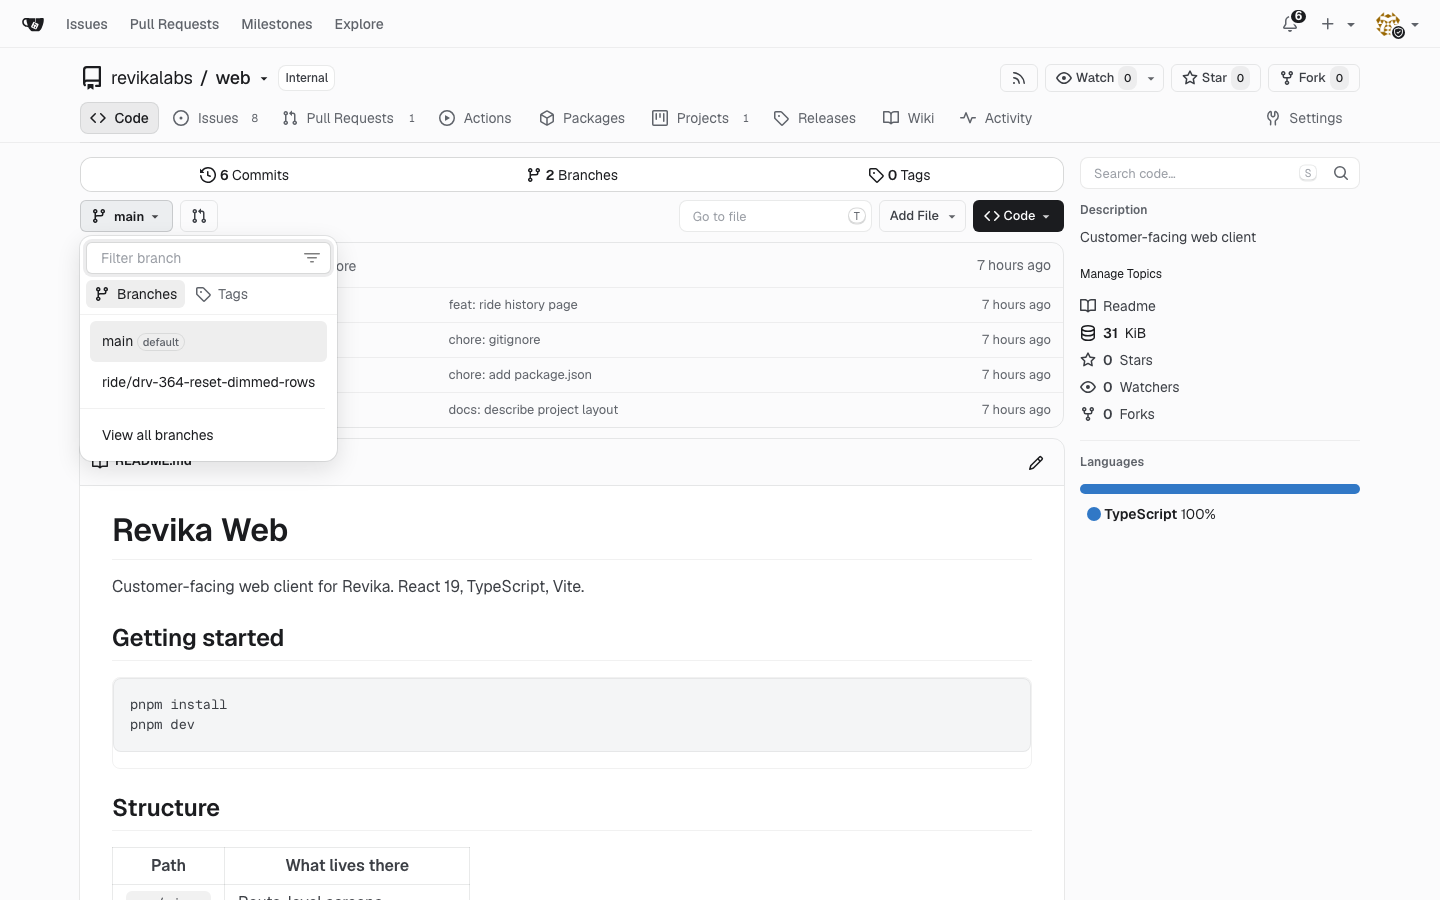 Issues Pull Requests Milestones Explore 6
revikalabs / web Internal Watch 0 Star 0 Fork 0
Code Issues 8 Pull Requests 1 Actions Packages Projects 1 Releases Wiki Activity Settings
6 Commits 2 Branches 0 Tags
Search code... S
main Go to file T Add File Code
Description
Customer-facing web client
Manage Topics
Readme
31 KiB
0 Stars
0 Watchers
0 Forks
Languages
TypeScript 100%
Filter branch
Branches Tags
main default
ride/drv-364-reset-dimmed-rows
View all branches
ore 7 hours ago
feat: ride history page 7 hours ago
chore: gitignore 7 hours ago
chore: add package.json 7 hours ago
docs: describe project layout 7 hours ago
README.md
Revika Web
Customer-facing web client for Revika. React 19, TypeScript, Vite.
Getting started
pnpm install
pnpm dev
Structure
Path What lives there
Route-level screens